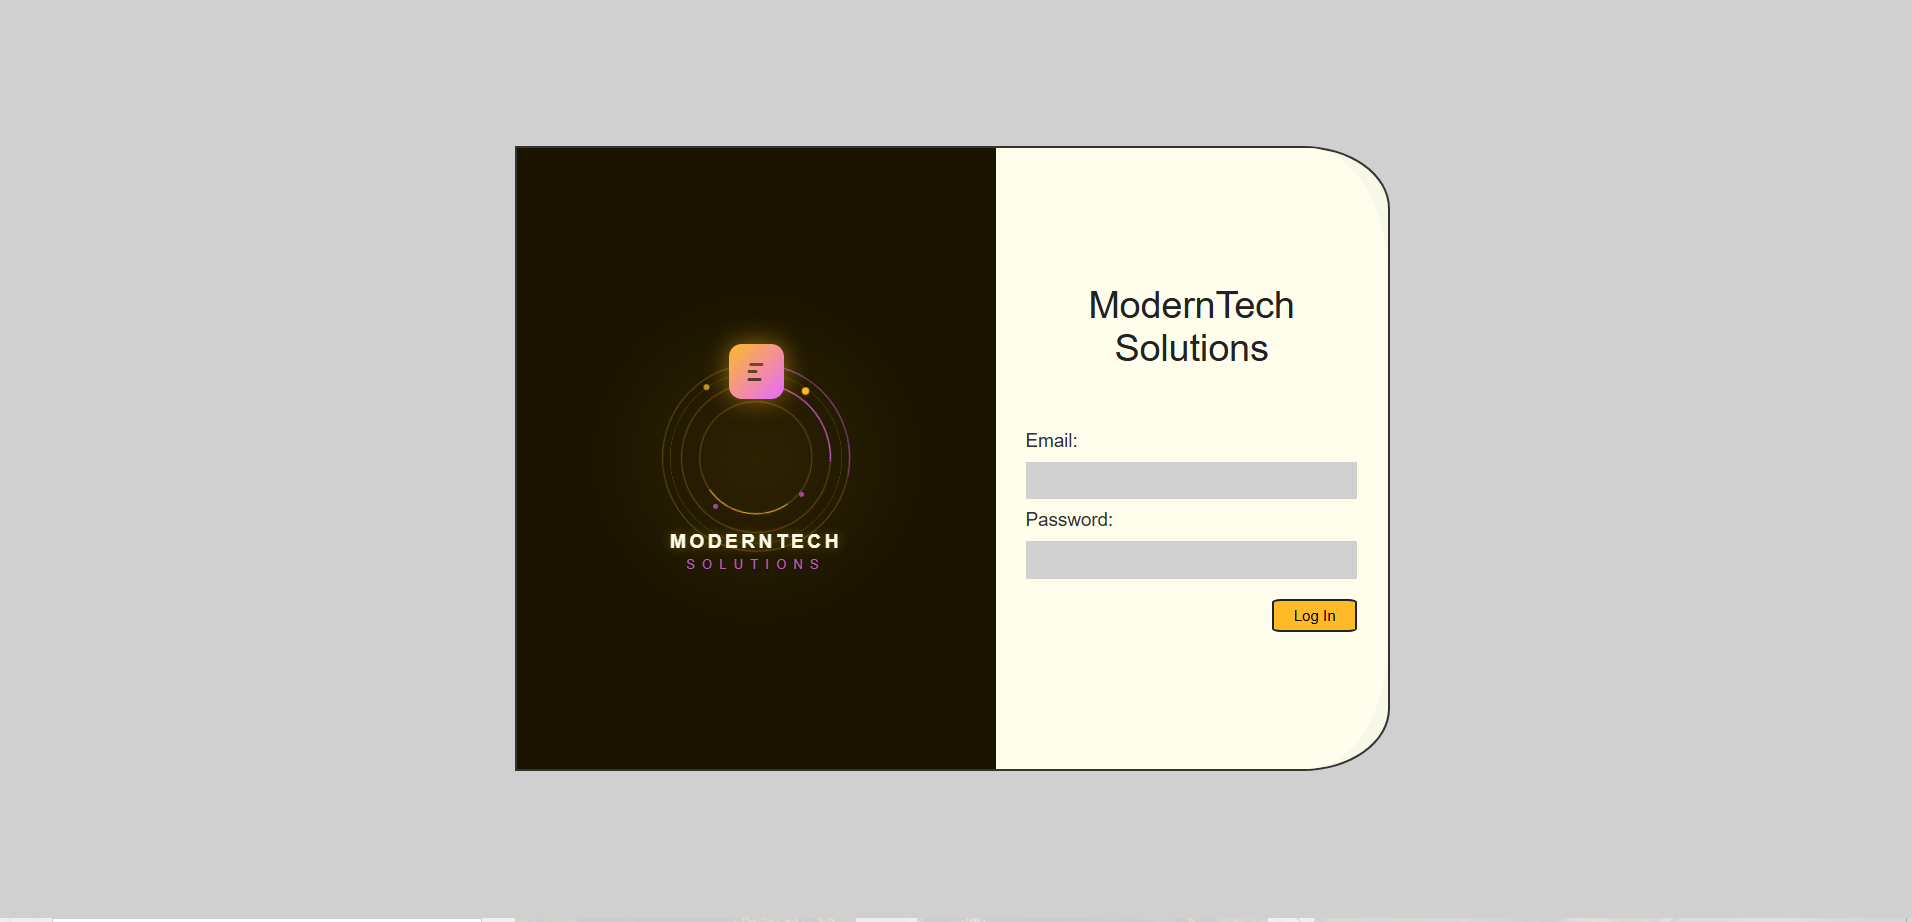 MODERNTECH
SOLUTIONS
ModernTech
Solutions
Email:
Password:
Log In